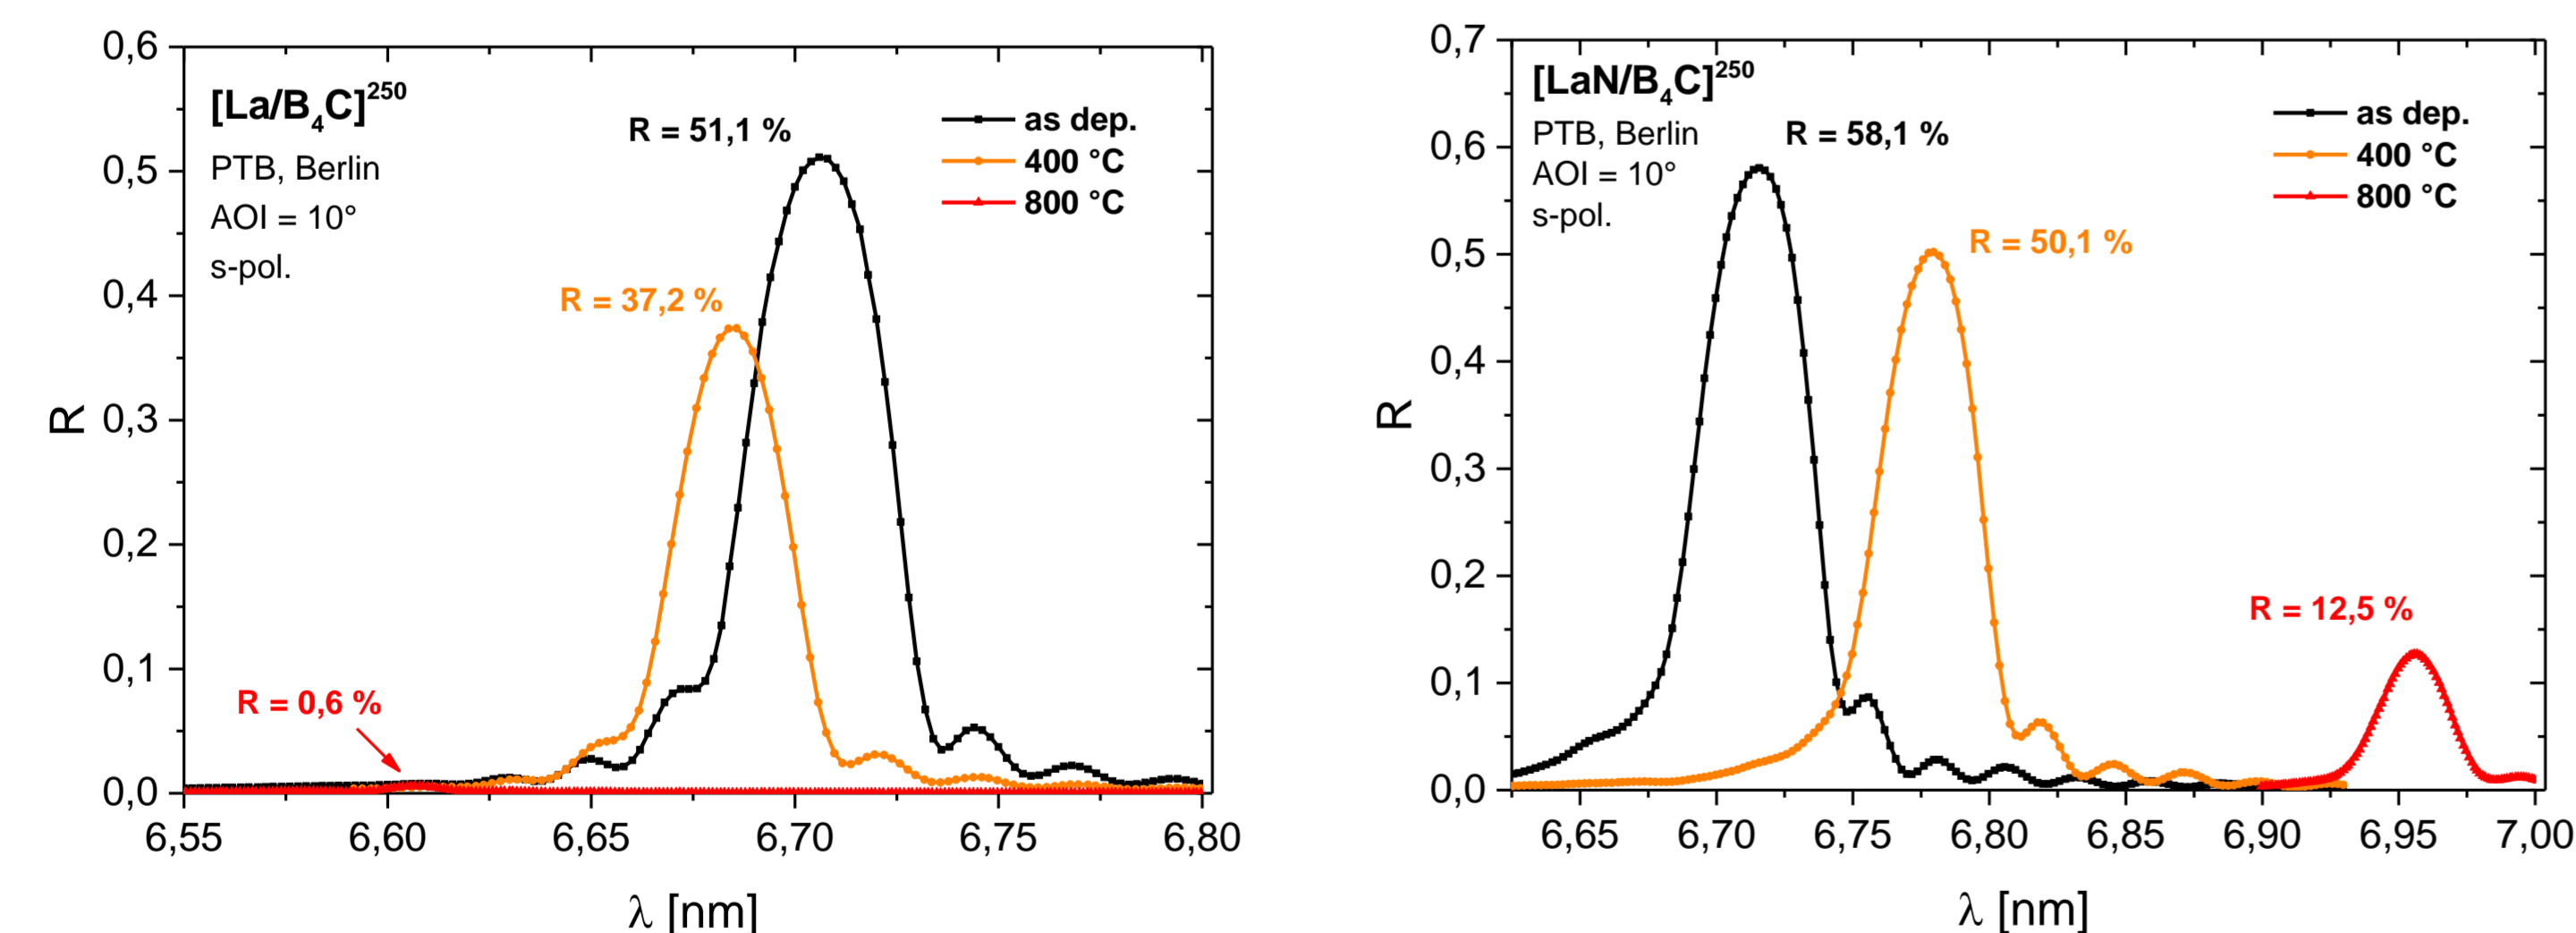 [La/B4C]250
PTB, Berlin
AOI = 10°
s-pol.
R = 51,1 %
R = 37,2 %
R = 0,6 %
as dep.
400 °C
800 °C
0,6
0,5
0,4
0,3
0,2
0,1
0,0
R
6,55 6,60 6,65 6,70 6,75 6,80
λ [nm]
[LaN/B4C]250
PTB, Berlin
AOI = 10°
s-pol.
R = 58,1 %
R = 50,1 %
R = 12,5 %
as dep.
400 °C
800 °C
0,7
0,6
0,5
0,4
0,3
0,2
0,1
0,0
R
6,65 6,70 6,75 6,80 6,85 6,90 6,95 7,00
λ [nm]